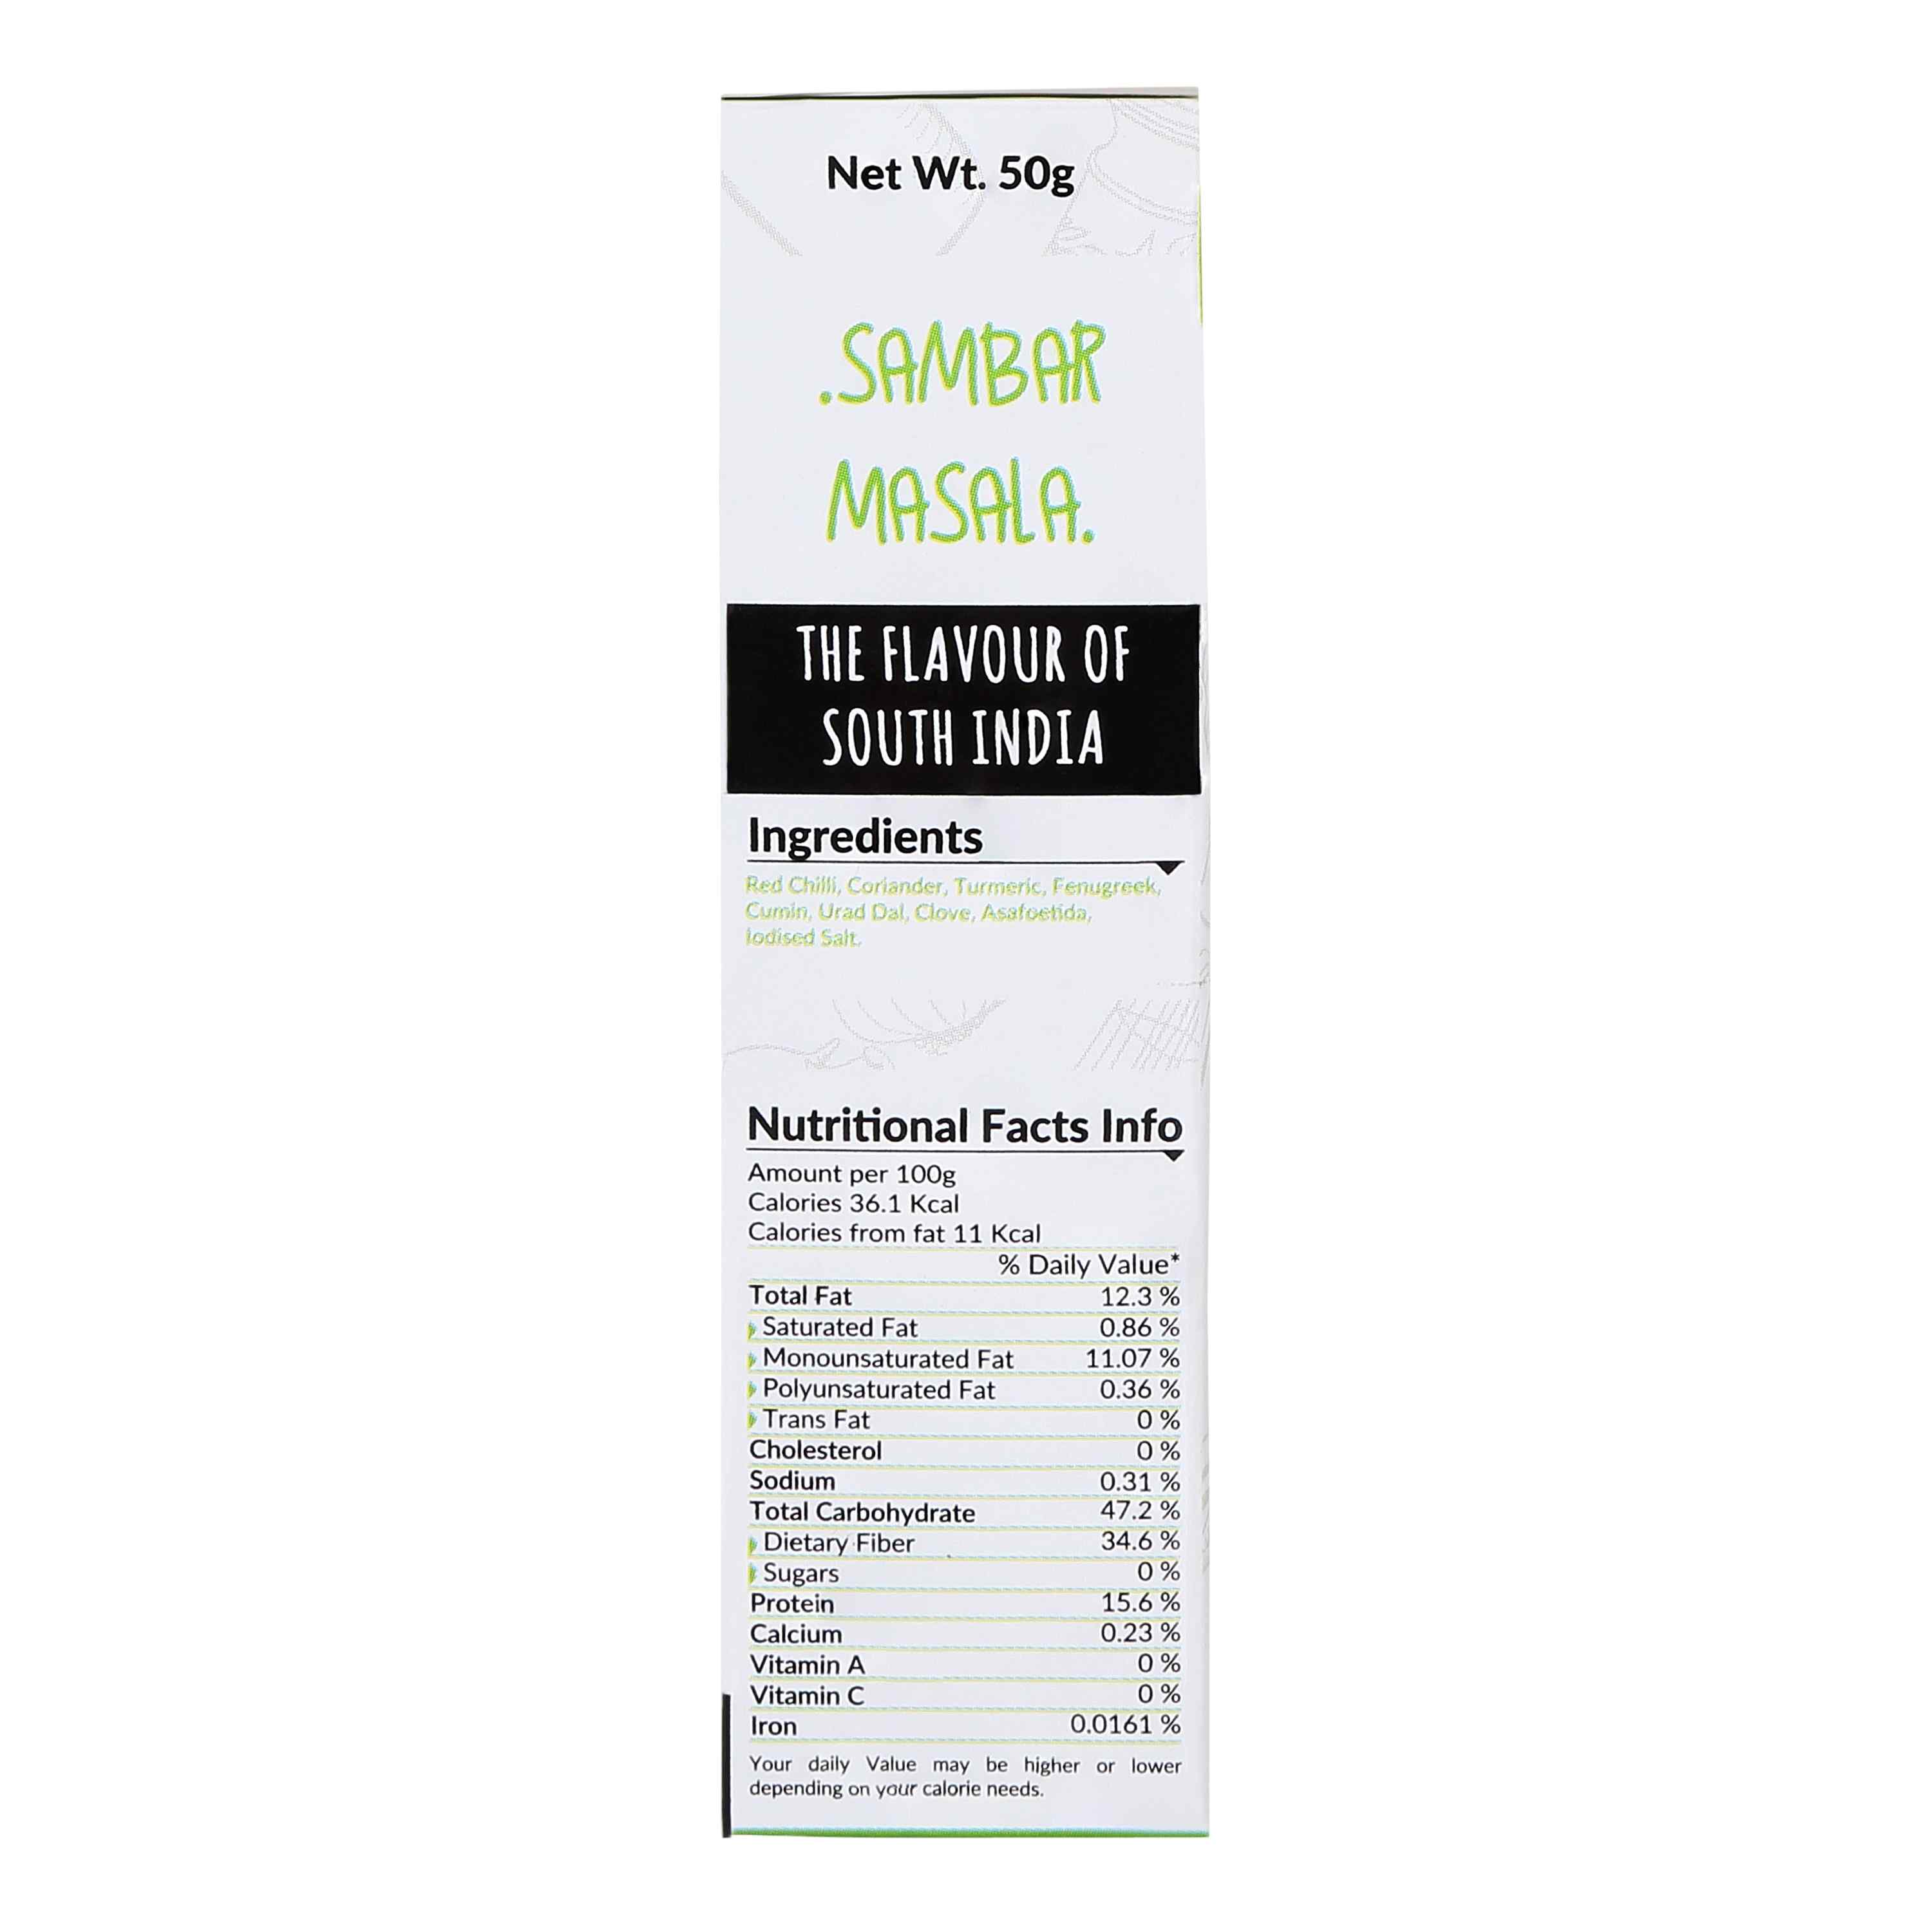 Net Wt. 50g
.SAMBAR
MASALA.
THE FLAVOUR OF
SOUTH INDIA
Ingredients
Red Chilli, Coriander, Turmeric, Fenugreek,
Cumin, Urad Dal, Clove, Asafoetida,
Iodised Salt.
Nutritional Facts Info
Amount per 100g
Calories 36.1 Kcal
Calories from fat 11 Kcal
% Daily Value*
Total Fat 12.3 %
Saturated Fat 0.86 %
Monounsaturated Fat 11.07 %
Polyunsaturated Fat 0.36 %
Trans Fat 0 %
Cholesterol 0 %
Sodium 0.31 %
Total Carbohydrate 47.2 %
Dietary Fiber 34.6 %
Sugars 0 %
Protein 15.6 %
Calcium 0.23 %
Vitamin A 0 %
Vitamin C 0 %
Iron 0.0161 %
Your daily Value may be higher or lower
depending on your calorie needs.